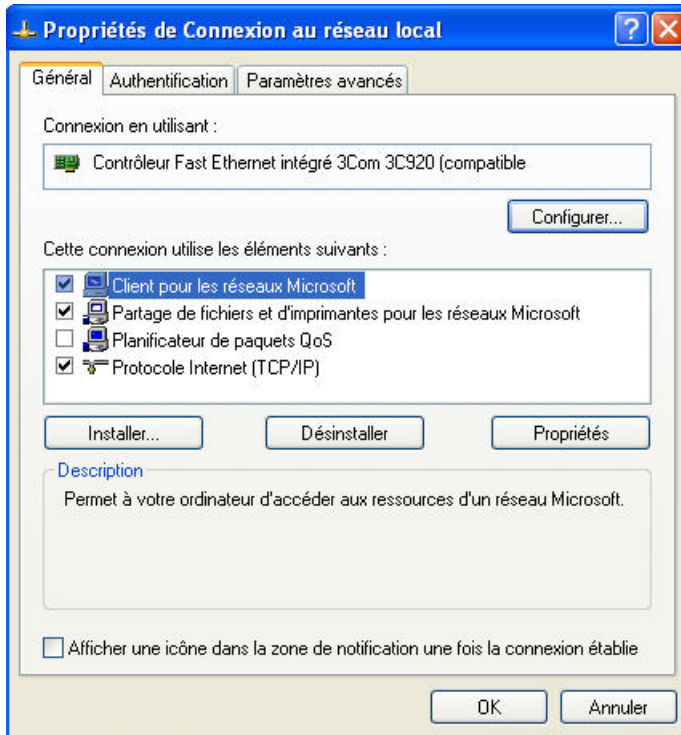 Propriétés de Connexion au réseau local
Général Authentification Paramètres avancés
Connexion en utilisant :
Contrôleur Fast Ethernet intégré 3Com 3C920 (compatible
Configurer...
Cette connexion utilise les éléments suivants :
Client pour les réseaux Microsoft
Partage de fichiers et d'imprimantes pour les réseaux Microsoft
Planificateur de paquets QoS
Protocole Internet (TCP/IP)
Installer... Désinstaller Propriétés
Description
Permet à votre ordinateur d'accéder aux ressources d'un réseau Microsoft.
Afficher une icône dans la zone de notification une fois la connexion établie
OK Annuler